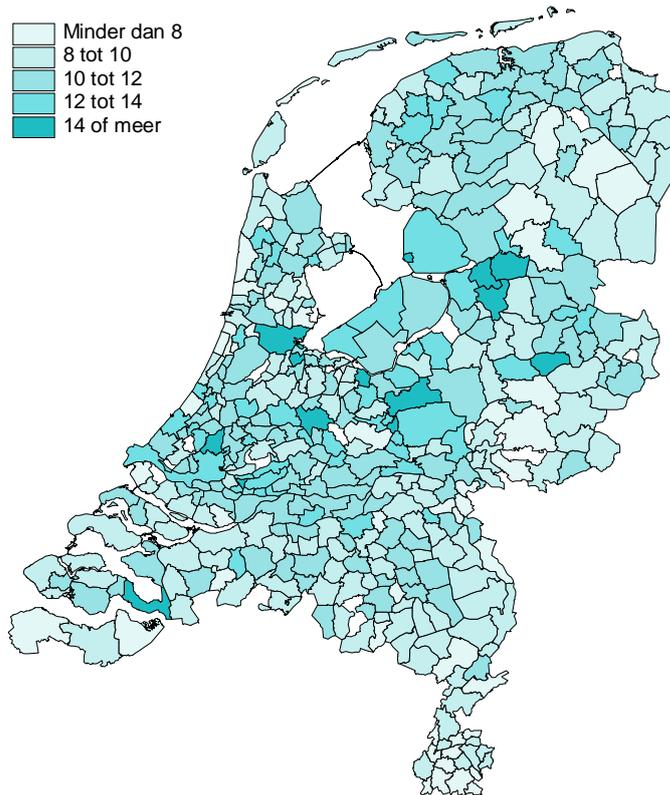 Minder dan 8
8 tot 10
10 tot 12
12 tot 14
14 of meer